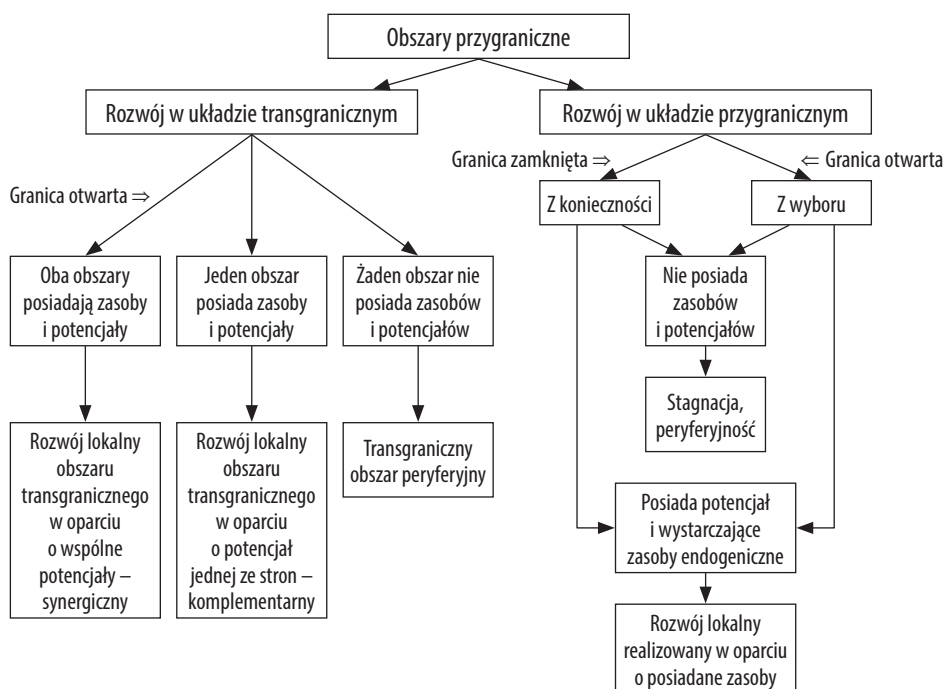 Obszary przygraniczne
Rozwój w układzie transgranicznym
Rozwój w układzie przygranicznym
Granica otwarta ⇒
Granica zamknięta ⇒
⇐ Granica otwarta
Z konieczności
Z wyboru
Oba obszary
posiadają zasoby
i potencjały
Jeden obszar
posiada zasoby
i potencjały
Żaden obszar nie
posiada zasobów
i potencjałów
Nie posiada
zasobów
i potencjałów
Stagnacja,
peryferyjność
Rozwój lokalny
obszaru
transgranicznego
w oparciu
o wspólne
potencjały –
synergiczny
Rozwój lokalny
obszaru
transgranicznego
w oparciu
o potencjał
jednej ze stron –
komplementarny
Transgraniczny
obszar peryferyjny
Posiada potencjał
i wystarczające
zasoby endogeniczne
Rozwój lokalny
realizowany w oparciu
o posiadane zasoby